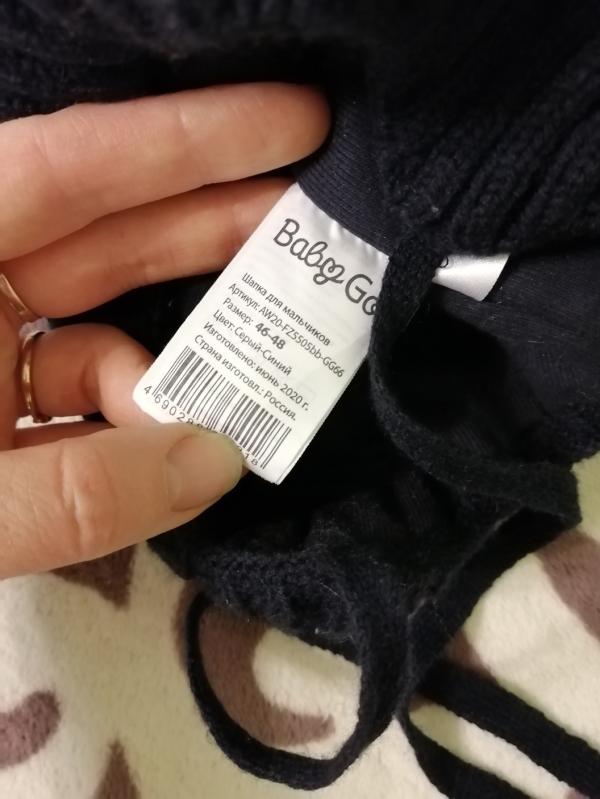 Baby Go
Шапка для мальчиков
Артикул: AW20-FZ5505bb-GG66
Размер: 46-48
Цвет: Серый-Синий
Изготовлено: июнь 2020 г.
Страна изготовл.: Россия.